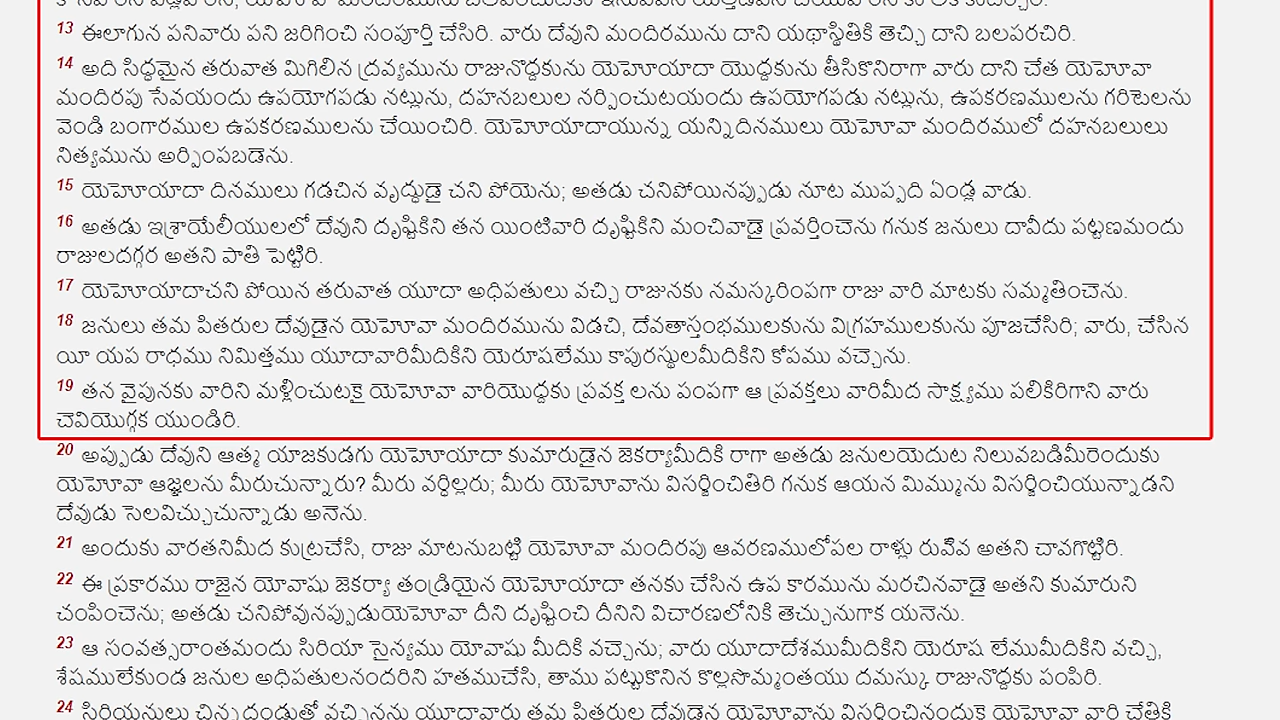 13 ఈలాగున పనివారు పని జరిగించి సంపూర్తి చేసిరి. వారు దేవుని మందిరమును దాని యథాస్థితికి తెచ్చి దాని బలపరచిరి.
14 అది సిద్ధమైన తరువాత మిగిలిన ద్రవ్యమును రాజునొద్దకును యెహోయాదా యొద్దకును తీసికొనిరాగా వారు దాని చేత యెహోవా
మందిరపు సేవయందు ఉపయోగపడు నట్లును, దహనబలుల నర్పించుటయందు ఉపయోగపడు నట్లును, ఉపకరణములను గరిటెలను
వెండి బంగారముల ఉపకరణములను చేయించిరి. యెహోయాదాయున్న యన్నిదినములు యెహోవా మందిరములో దహనబలులు
నిత్యమును అర్పింపబడెను.
15 యెహోయాదా దినములు గడచిన వృద్ధుడై చని పోయెను; అతడు చనిపోయినప్పుడు నూట ముప్పది ఏండ్ల వాడు.
16 అతడు ఇశ్రాయేలీయులలో దేవుని దృష్టికిని తన యింటివారి దృష్టికిని మంచివాడై ప్రవర్తించెను గనుక జనులు దావీదు పట్టణమందు
రాజులదగ్గర అతని పాతి పెట్టిరి.
17 యెహోయాదాచని పోయిన తరువాత యూదా అధిపతులు వచ్చి రాజునకు నమస్కరింపగా రాజు వారి మాటకు సమ్మతించెను.
18 జనులు తమ పితరుల దేవుడైన యెహోవా మందిరమును విడచి, దేవతాస్తంభములకును విగ్రహములకును పూజచేసిరి; వారు, చేసిన
యీ యప రాధము నిమిత్తము యూదావారిమీదికిని యెరూషలేము కాపురస్థులమీదికిని కోపము వచ్చెను.
19 తన వైపునకు వారిని మళ్లించుటకై యెహోవా వారియొద్దకు ప్రవక్త లను పంపగా ఆ ప్రవక్తలు వారిమీద సాక్ష్యము పలికిరిగాని వారు
చెవియొగ్గక యుండిరి.
20 అప్పుడు దేవుని ఆత్మ యాజకుడగు యెహోయాదా కుమారుడైన జెకర్యామీదికి రాగా అతడు జనులయెదుట నిలువబడిమీరెందుకు
యెహోవా ఆజ్ఞలను మీరుచున్నారు? మీరు వర్ధిల్లరు; మీరు యెహోవాను విసర్జించితిరి గనుక ఆయన మిమ్మును విసర్జించియున్నాడని
దేవుడు సెలవిచ్చుచున్నాడు అనెను.
21 అందుకు వారతనిమీద కుట్రచేసి, రాజు మాటనుబట్టి యెహోవా మందిరపు ఆవరణములోపల రాళ్లు రువ్వి అతని చావగొట్టిరి.
22 ఈ ప్రకారము రాజైన యోవాషు జెకర్యా తండ్రియైన యెహోయాదా తనకు చేసిన ఉప కారమును మరచినవాడై అతని కుమారుని
చంపించెను; అతడు చనిపోవునప్పుడుయెహోవా దీని దృష్టించి దీనిని విచారణలోనికి తెచ్చునుగాక యనెను.
23 ఆ సంవత్సరాంతమందు సిరియా సైన్యము యోవాషు మీదికి వచ్చెను; వారు యూదాదేశముమీదికిని యెరూష లేముమీదికిని వచ్చి,
శేషములేకుండ జనుల అధిపతులనందరిని హతముచేసి, తాము పట్టుకొనిన కొల్లసొమ్మంతయు దమస్కు రాజునొద్దకు పంపిరి.
24 సిరియనులు చిన్నదండుతో వచ్చినను యూదావారు తమ పితరుల దేవుడైన యెహోవాను విసర్జించినందుకై యెహోవా వారి చేతికి